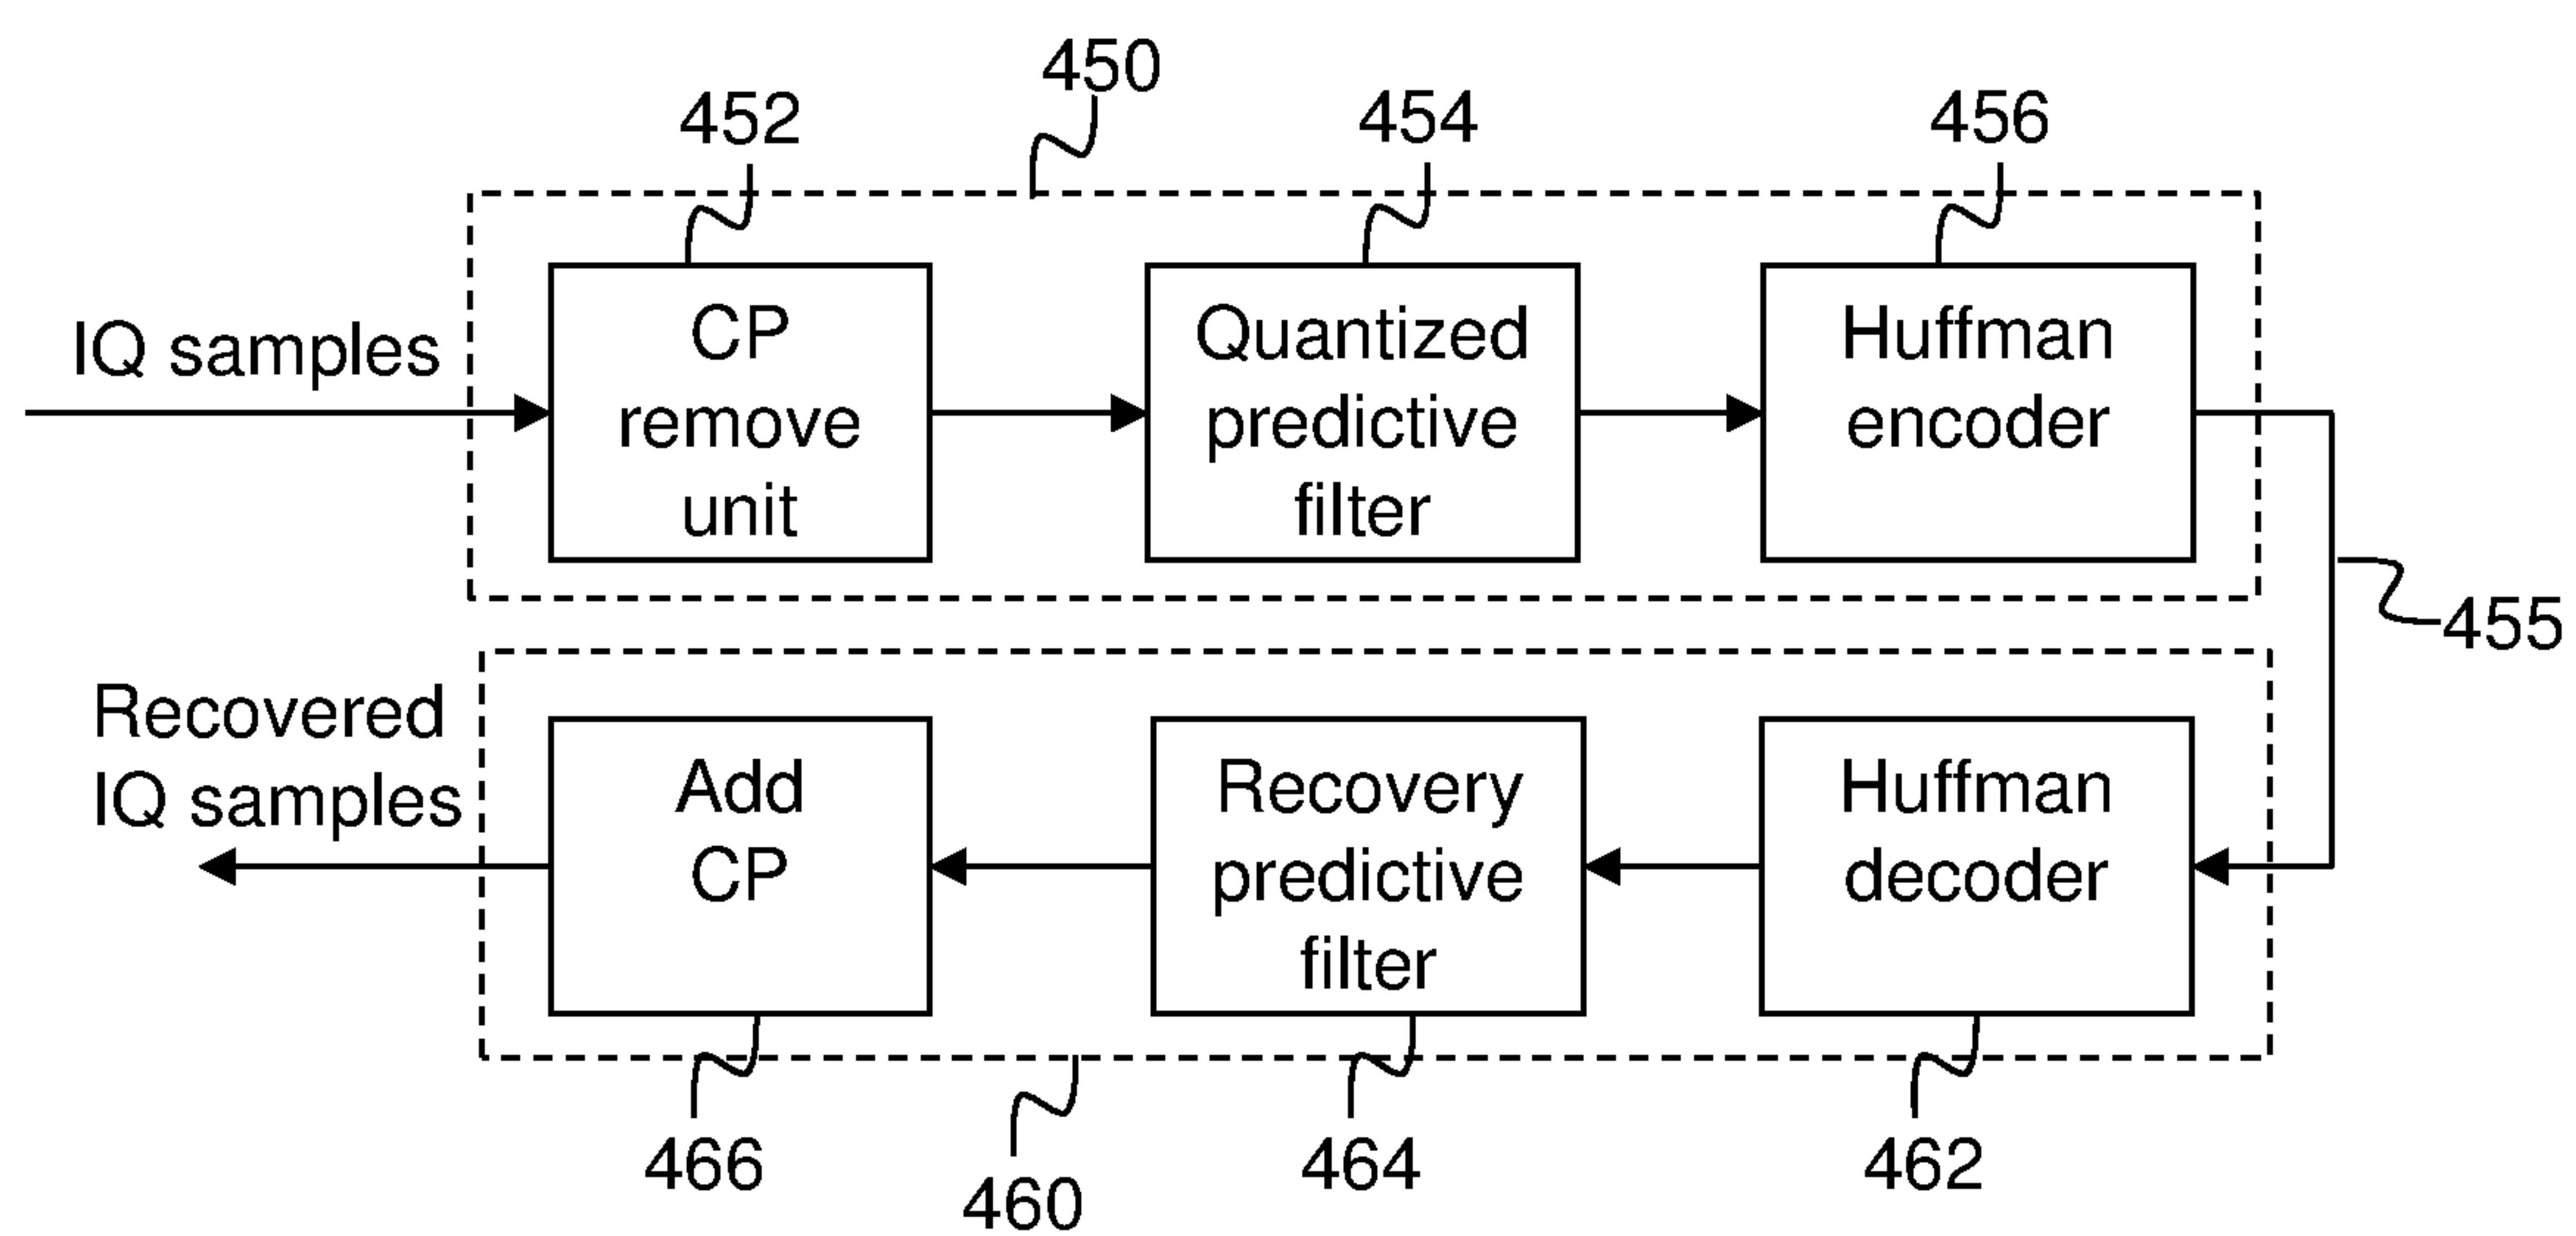 450
452
454
456
IQ samples
CP
remove
unit
Quantized
predictive
filter
Huffman
encoder
455
Recovered
IQ samples
Add
CP
Recovery
predictive
filter
Huffman
decoder
466
460
464
462